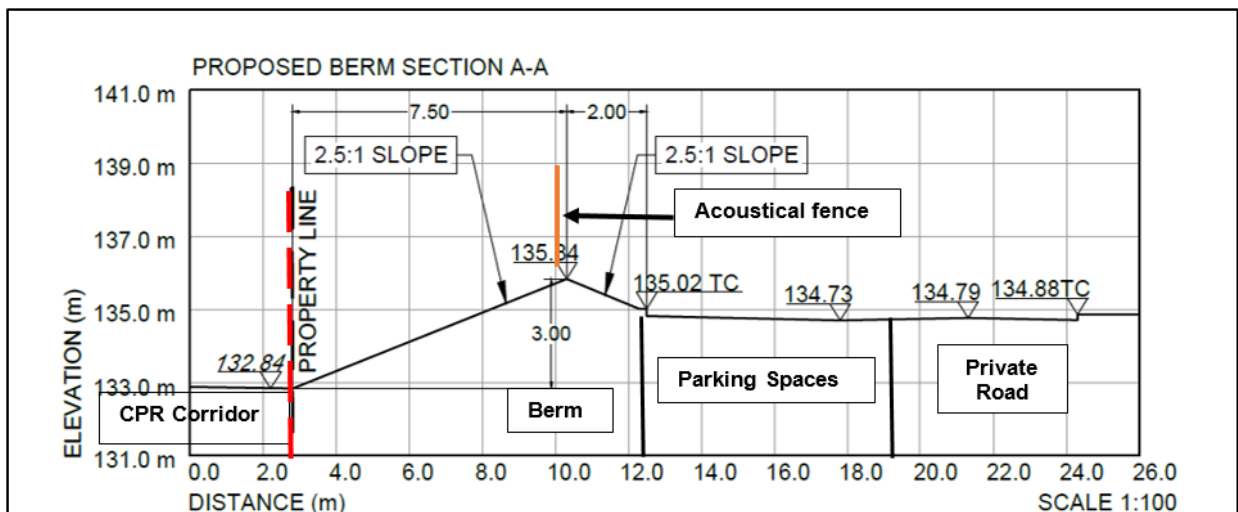 PROPOSED BERM SECTION A-A
141.0 m
7.50
2.00
2.5:1 SLOPE
2.5:1 SLOPE
139.0 m
PROPERTY LINE
Acoustical fence
137.0 m
135.84
135.02 TC
134.73
134.79
134.88TC
135.0 m
3.00
132.84
133.0 m
Parking Spaces
Private
Road
CPR Corridor
Berm
ELEVATION (m)
131.0 m
0.0 2.0 4.0 6.0 8.0 10.0 12.0 14.0 16.0 18.0 20.0 22.0 24.0 26.0
DISTANCE (m)
SCALE 1:100